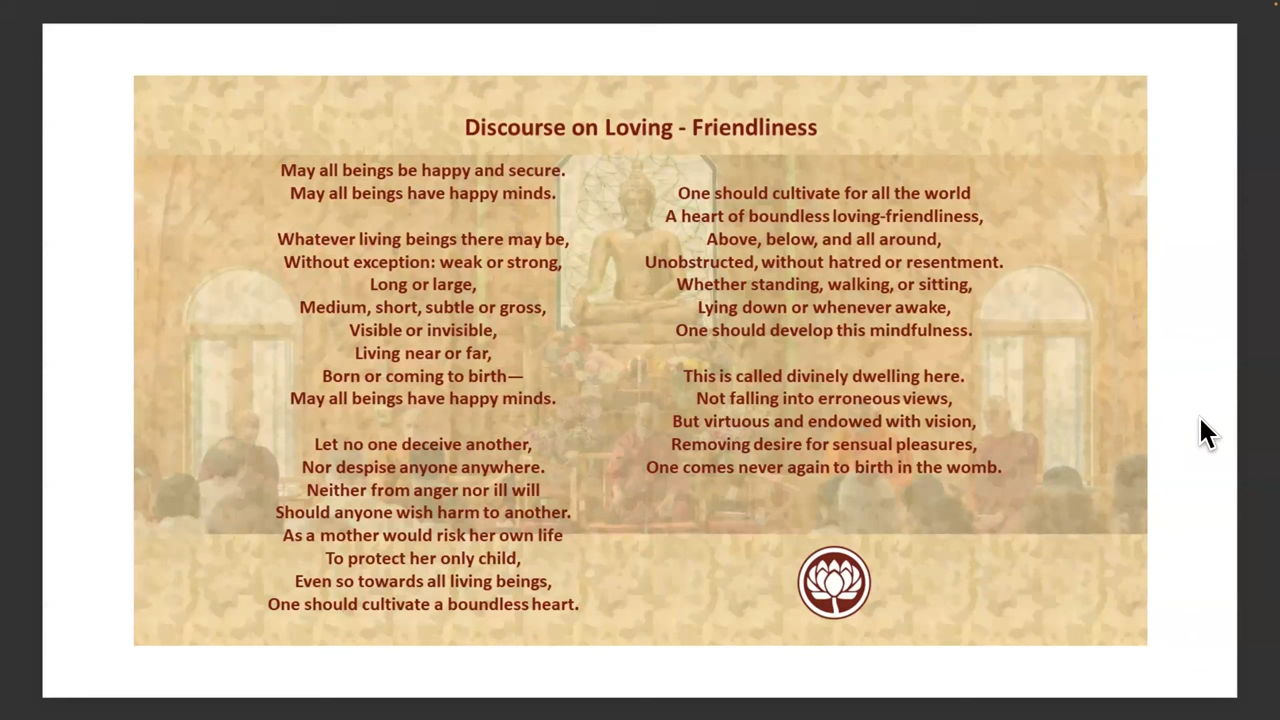 Discourse on Loving - Friendliness
May all beings be happy and secure.
May all beings have happy minds.
Whatever living beings there may be,
Without exception: weak or strong,
Long or large,
Medium, short, subtle or gross,
Visible or invisible,
Living near or far,
Born or coming to birth—
May all beings have happy minds.
Let no one deceive another,
Nor despise anyone anywhere.
Neither from anger nor ill will
Should anyone wish harm to another.
As a mother would risk her own life
To protect her only child,
Even so towards all living beings,
One should cultivate a boundless heart.
One should cultivate for all the world
A heart of boundless loving-friendliness,
Above, below, and all around,
Unobstructed, without hatred or resentment.
Whether standing, walking, or sitting,
Lying down or whenever awake,
One should develop this mindfulness.
This is called divinely dwelling here.
Not falling into erroneous views,
But virtuous and endowed with vision,
Removing desire for sensual pleasures,
One comes never again to birth in the womb.